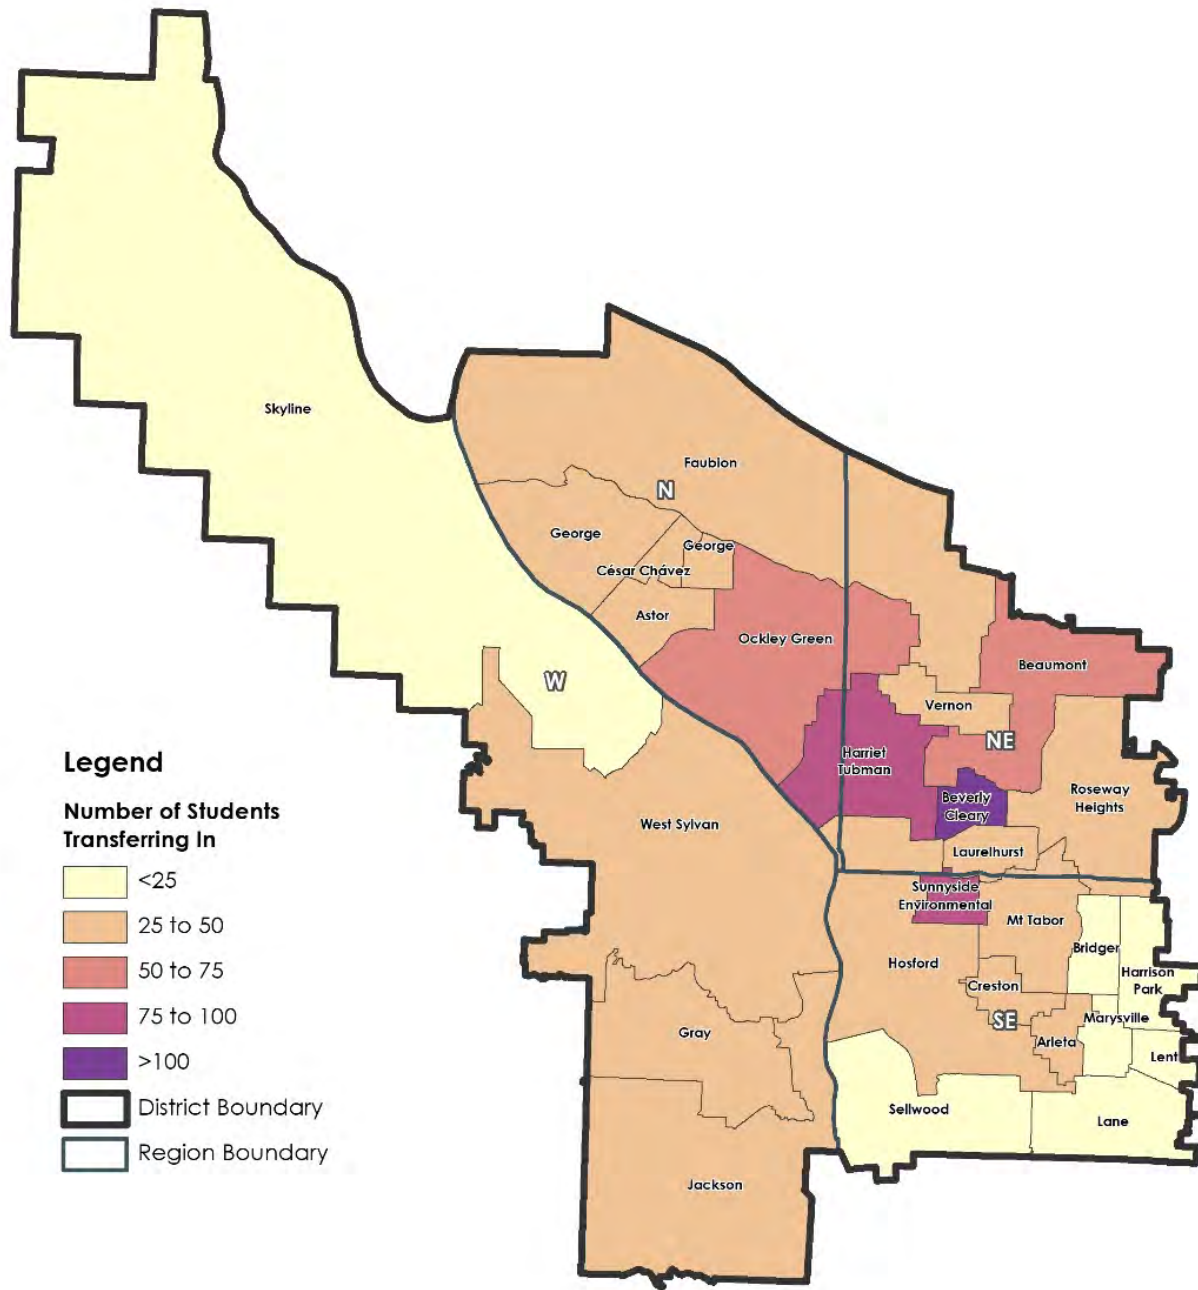 Skyline
Faubion
N
George
George
César Chávez
Astor
Ockley Green
Beaumont
W
Vernon
NE
Harriet
Tubman
Beverly
Cleary
Roseway
Heights
West Sylvan
Laurelhurst
Sunnyside
Environmental
Mt Tabor
Bridger
Hosford
Harrison
Park
Creston
Marysville
SE
Gray
Arleta
Lent
Sellwood
Lane
Jackson
Legend
Number of Students
Transferring In
<25
25 to 50
50 to 75
75 to 100
>100
District Boundary
Region Boundary